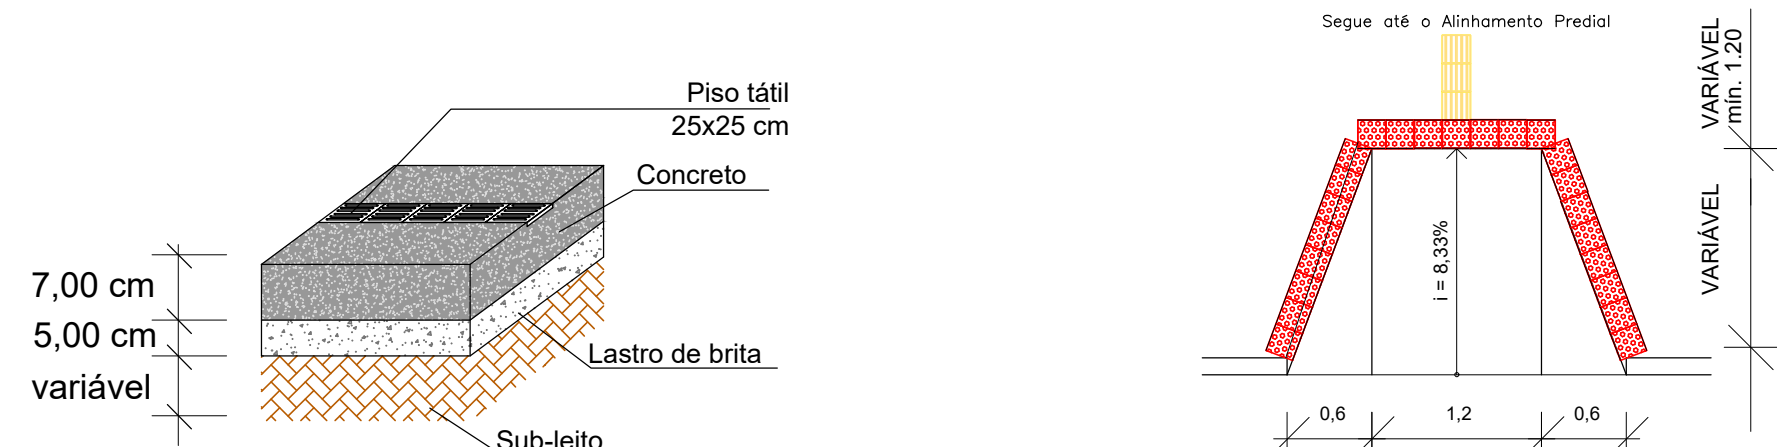 Piso tátil
25x25 cm
Concreto
7,00 cm
5,00 cm
variável
Lastro de brita
Sub-leito
Segue até o Alinhamento Predial
VARIÁVEL
mín. 1.20
VARIÁVEL
i = 8,33%
0,6
1,2
0,6